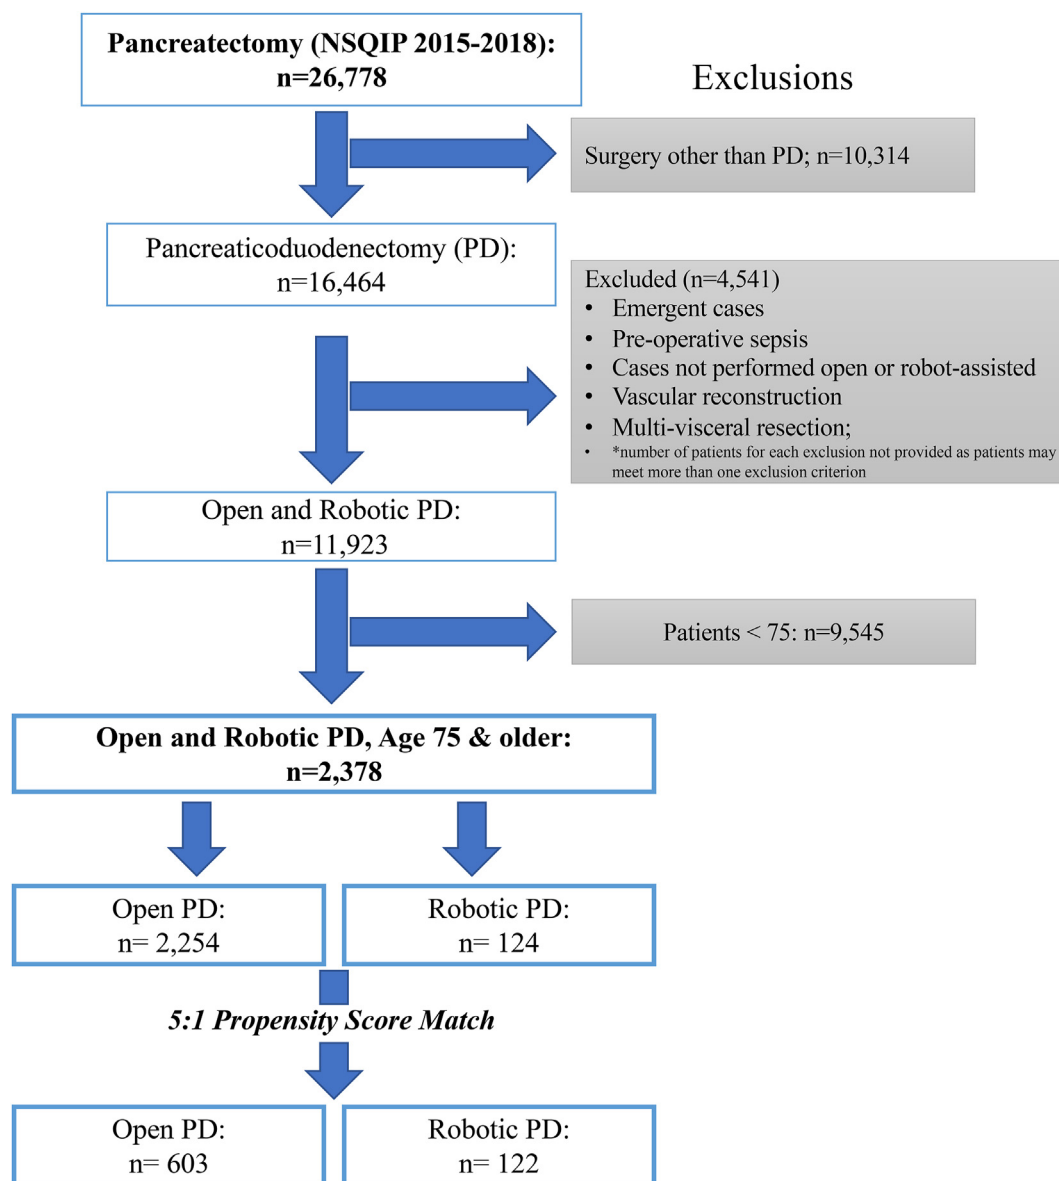 Pancreatectomy (NSQIP 2015-2018):
n=26,778
Exclusions
Surgery other than PD; n=10,314
Pancreaticoduodenectomy (PD):
n=16,464
Excluded (n=4,541)
• Emergent cases
• Pre-operative sepsis
• Cases not performed open or robot-assisted
• Vascular reconstruction
• Multi-visceral resection;
• *number of patients for each exclusion not provided as patients may
meet more than one exclusion criterion
Open and Robotic PD:
n=11,923
Patients < 75: n=9,545
Open and Robotic PD, Age 75 & older:
n=2,378
Open PD:
n= 2,254
Robotic PD:
n= 124
5:1 Propensity Score Match
Open PD:
n= 603
Robotic PD:
n= 122